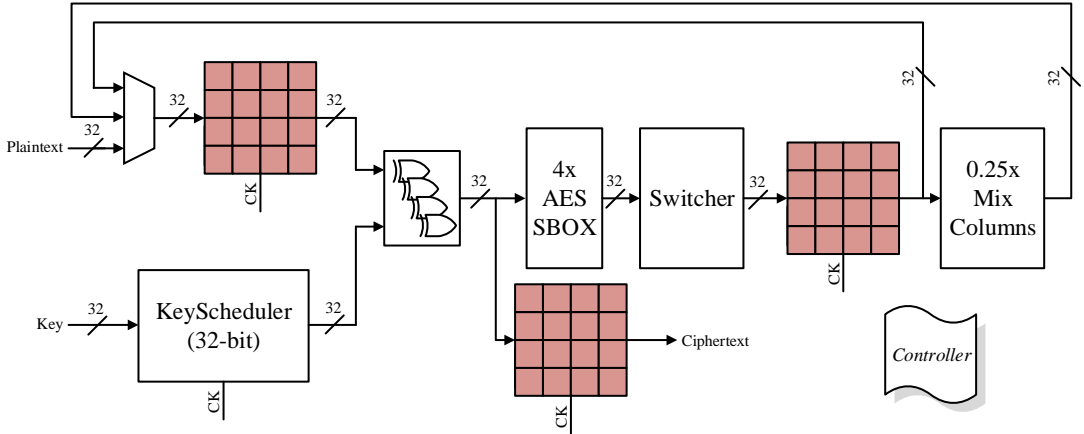 32
32
32
32
Plaintext
32
CK
32
4x
AES
SBOX
32
Switcher
32
0.25x
Mix
Columns
CK
Key
32
KeyScheduler
(32-bit)
32
CK
Ciphertext
CK
Controller